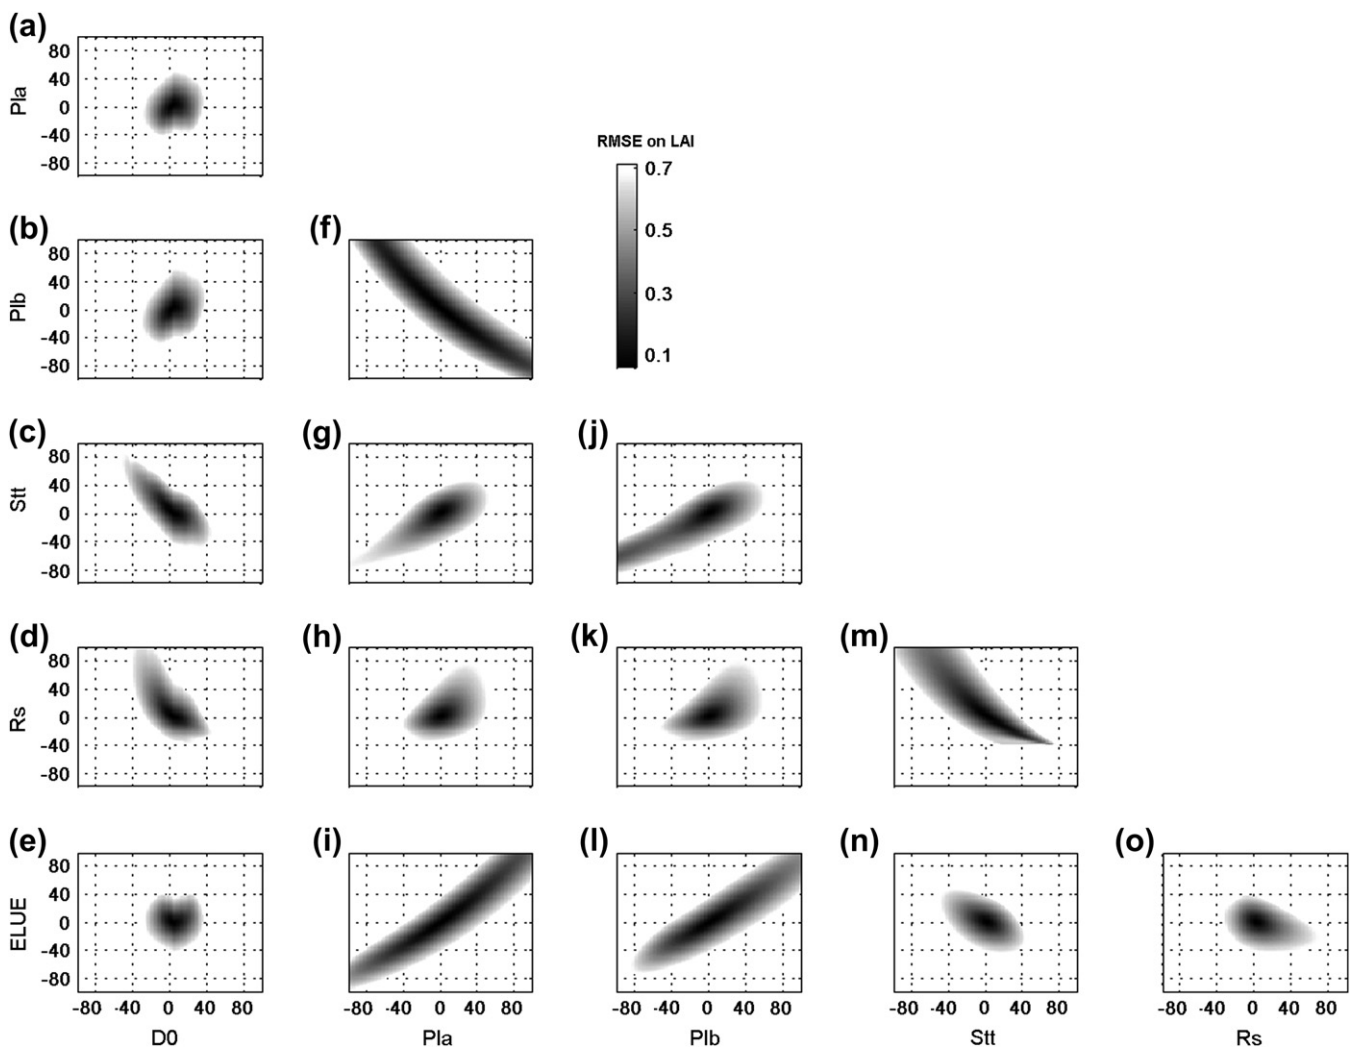 (a)
80
40
0
-40
-80
Pla
RMSE on LAI
0.7
0.5
0.3
0.1
(b)
80
40
0
-40
-80
Plb
(f)
(c)
80
40
0
-40
-80
Stt
(g)
(j)
(d)
80
40
0
-40
-80
Rs
(h)
(k)
(m)
(e)
80
40
0
-40
-80
ELUE
(i)
(l)
(n)
(o)
-80 -40 0 40 80
-80 -40 0 40 80
-80 -40 0 40 80
-80 -40 0 40 80
-80 -40 0 40 80
D0
Pla
Plb
Stt
Rs